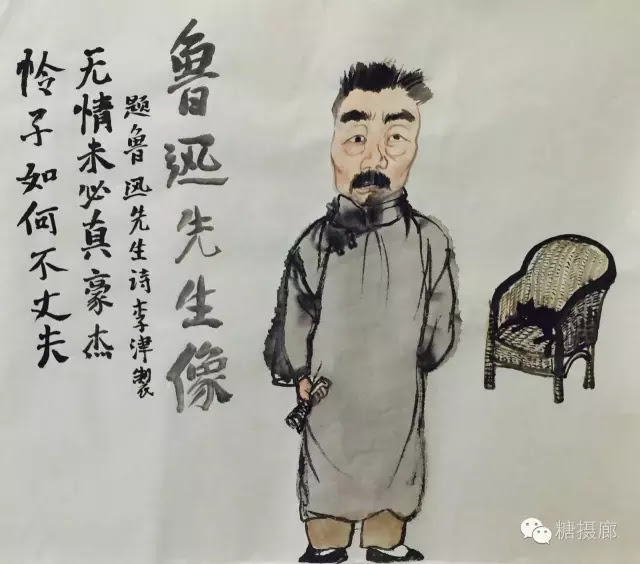 鲁迅先生像
题鲁迅先生诗李津製
无情未必真豪杰
怜子如何不丈夫
糖摄廊